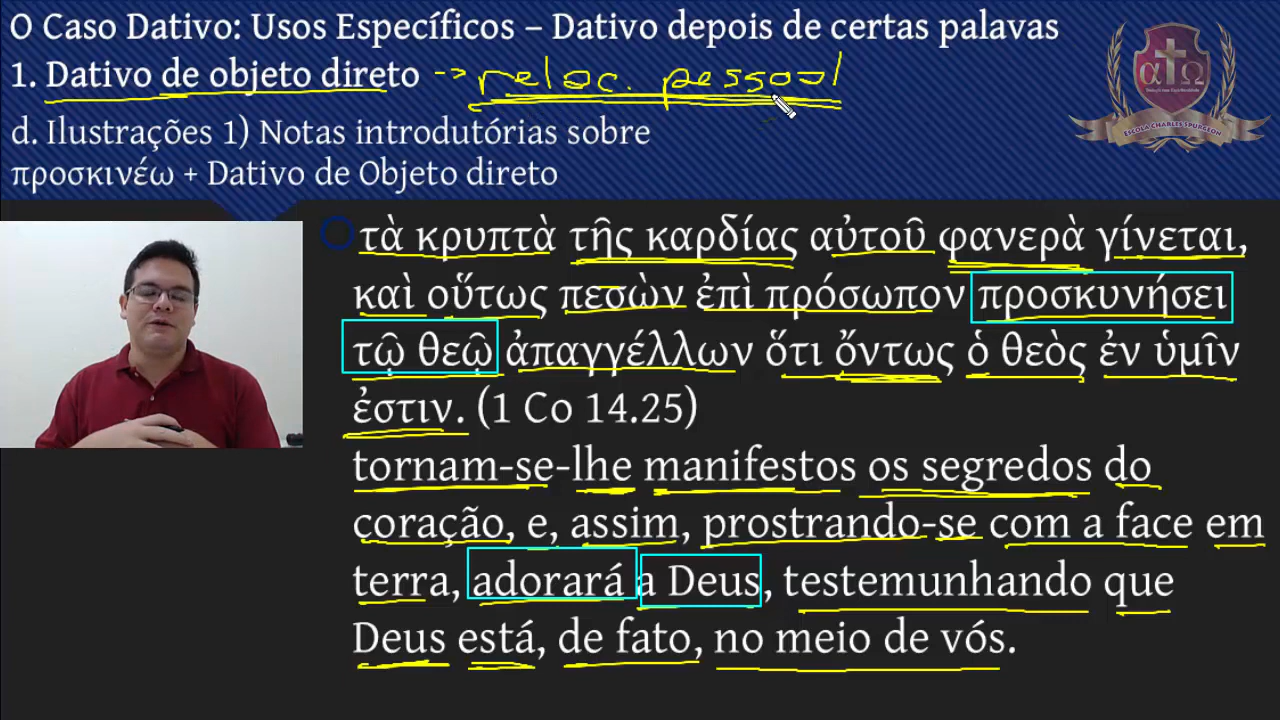 O Caso Dativo: Usos Específicos – Dativo depois de certas palavas
1. Dativo de objeto direto -> reloc. pessoal
d. Ilustrações 1) Notas introdutórias sobre
προσκινέω + Dativo de Objeto direto
α Ω
ESCOLA CHARLES SPURGEON
τὰ κρυπτὰ τῆς καρδίας αὐτοῦ φανερὰ γίνεται,
καὶ οὕτως πεσὼν ἐπὶ πρόσωπον προσκυνήσει
τῷ θεῷ ἀπαγγέλλων ὅτι ὄντως ὁ θεὸς ἐν ὑμῖν
ἐστιν. (1 Co 14.25)
tornam-se-lhe manifestos os segredos do
coração, e, assim, prostrando-se com a face em
terra, adorará a Deus, testemunhando que
Deus está, de fato, no meio de vós.